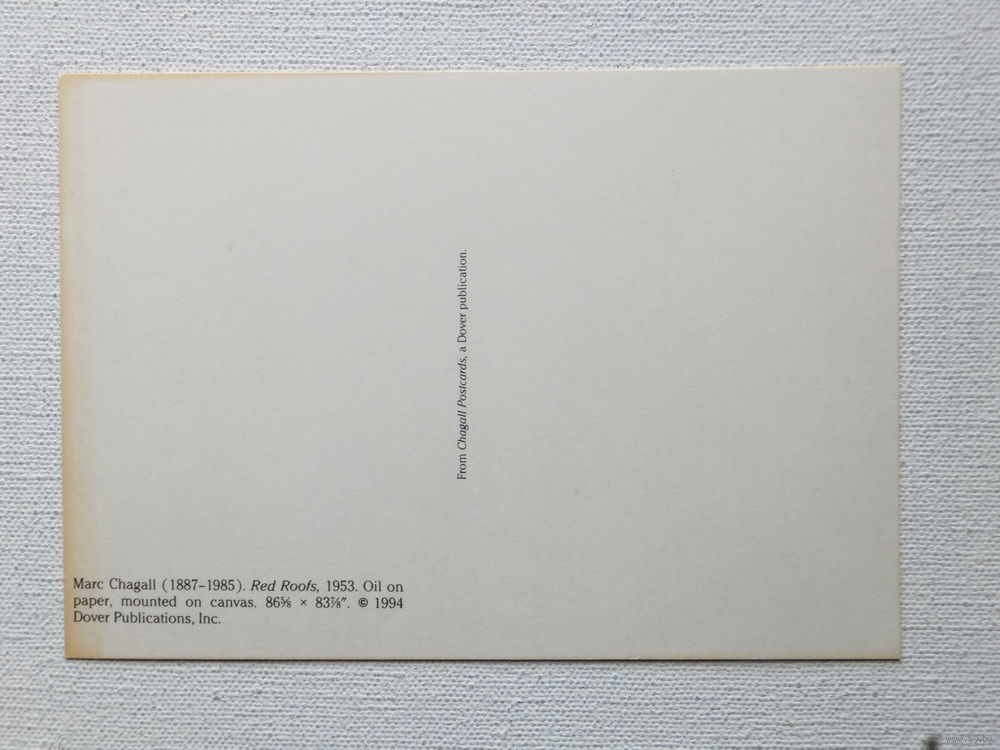 From Chagall Postcards, a Dover publication.
Marc Chagall (1887–1985). Red Roofs, 1953. Oil on
paper, mounted on canvas. 86⅝ × 83⅞″. © 1994
Dover Publications, Inc.